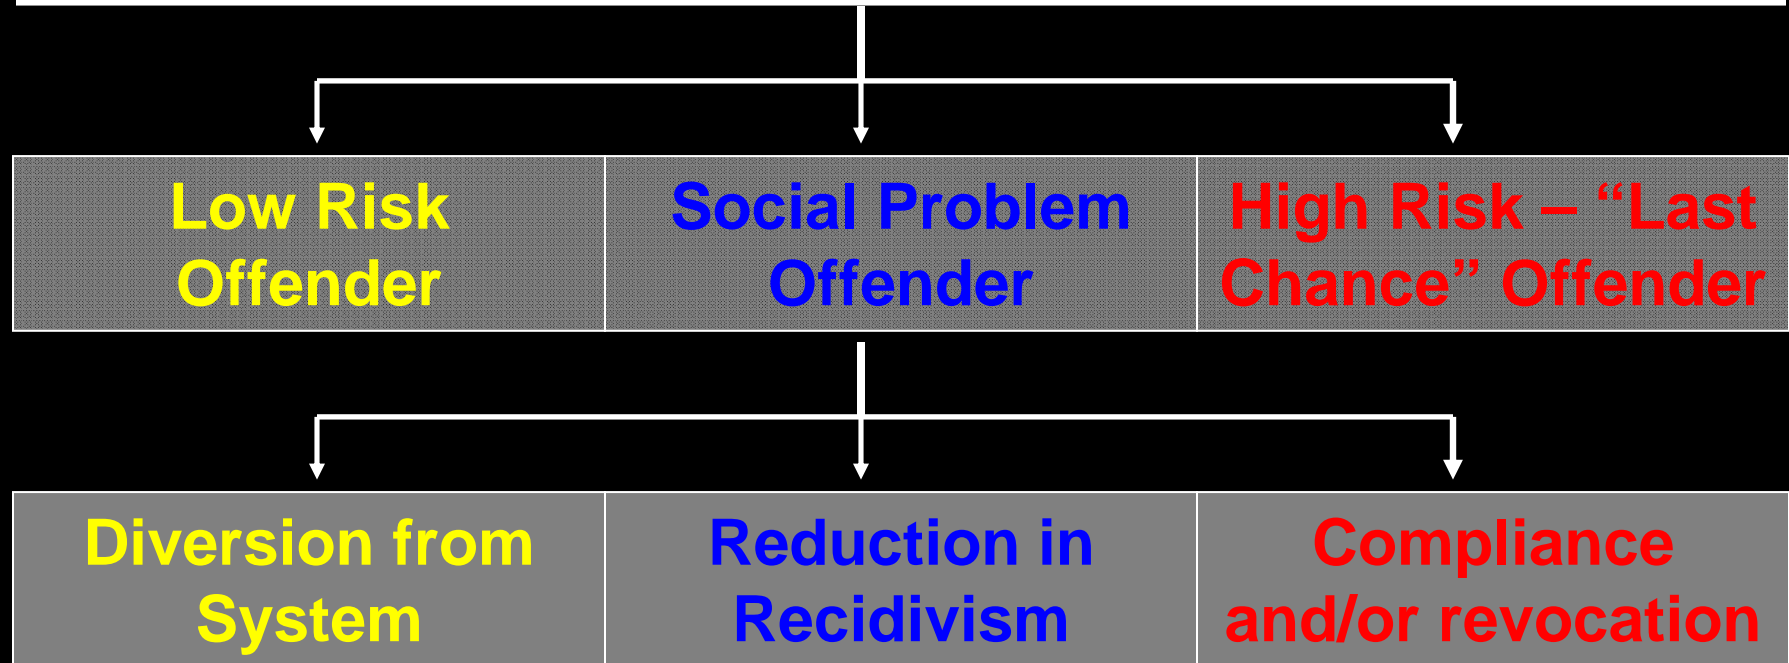 Low Risk
Offender
Social Problem
Offender
High Risk – “Last
Chance” Offender
Diversion from
System
Reduction in
Recidivism
Compliance
and/or revocation